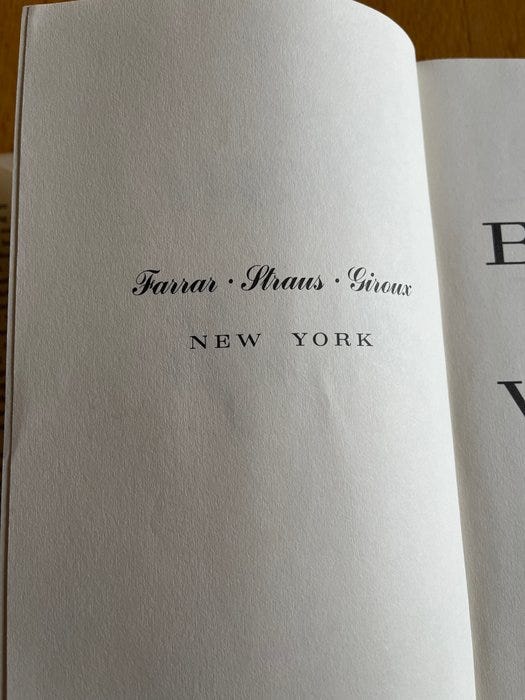 Farrar · Straus · Giroux
NEW YORK
B